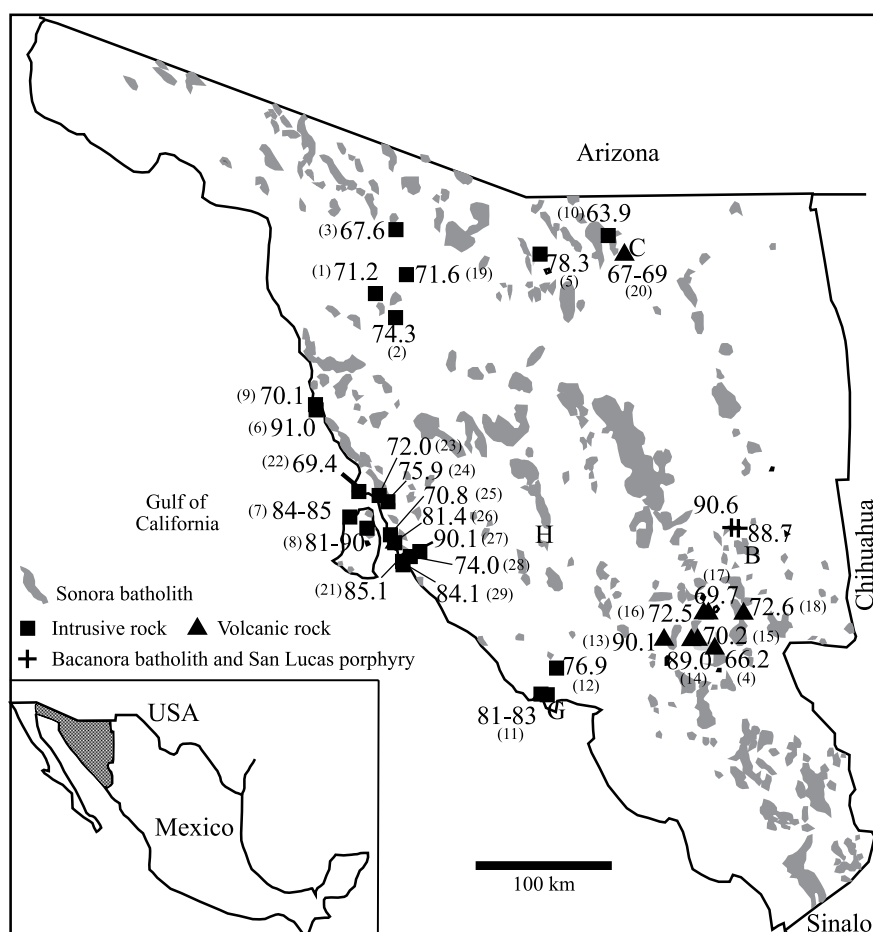 Arizona
(10) 63.9
C
(3) 67.6
78.3
(5)
67-69
(20)
(1) 71.2
71.6 (19)
74.3
(2)
(9) 70.1
(6) 91.0
72.0 (23)
(22) 69.4
75.9 (24)
70.8 (25)
Gulf of
California
(7) 84-85
81.4 (26)
90.6
(8) 81-90
90.1 (27)
H
88.7
B
74.0 (28)
Chihuahua
(21) 85.1
84.1 (29)
(17)
69.7
(16) 72.5
72.6 (18)
Sonora batholith
Intrusive rock
Volcanic rock
(13) 90.1
70.2 (15)
Bacanora batholith and San Lucas porphyry
89.0
(14)
66.2
(4)
76.9
(12)
81-83
(11)
G
USA
Mexico
100 km
Sinalo